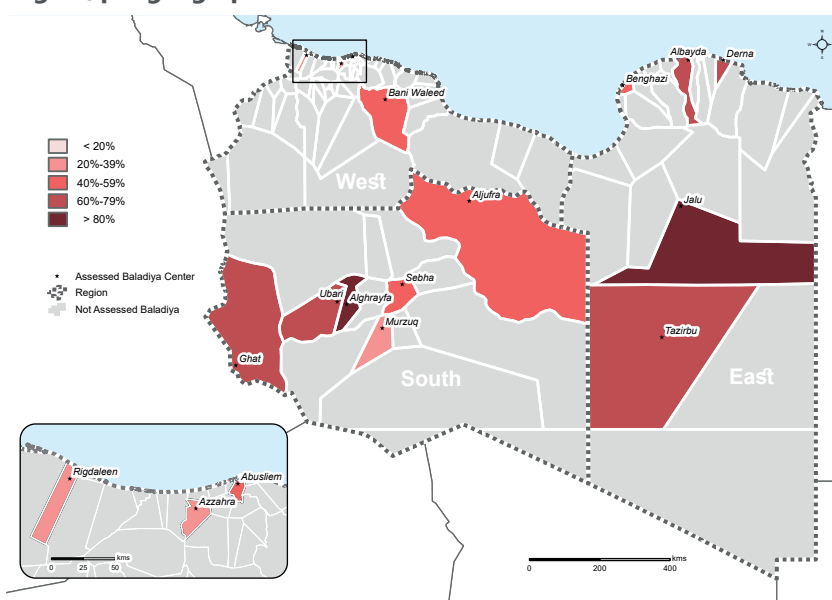 Albayda
Derna
Benghazi
Bani Waleed
< 20%
20%-39%
40%-59%
60%-79%
> 80%
West
Aljufra
Jalu
Assessed Baladiya Center
Region
Not Assessed Baladiya
Sebha
Ubari
Alghrayfa
Murzuq
Tazirbu
Ghat
South
East
Rigdaleen
Abusliem
Azzahra
kms
0 25 50
kms
0 200 400
N
W
S